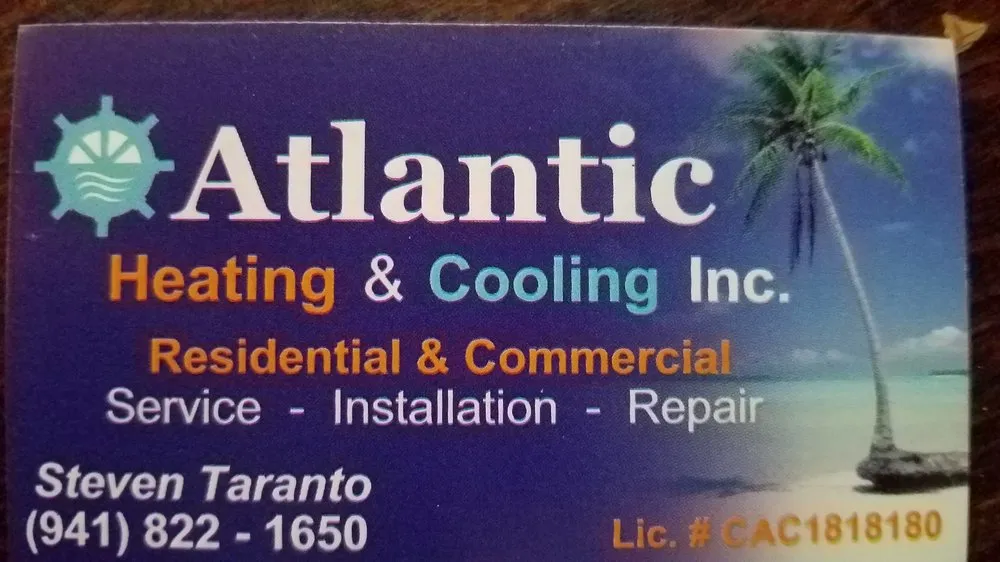 Atlantic
Heating & Cooling Inc.
Residential & Commercial
Service - Installation - Repair
Steven Taranto
(941) 822 - 1650
Lic. # CAC1818180